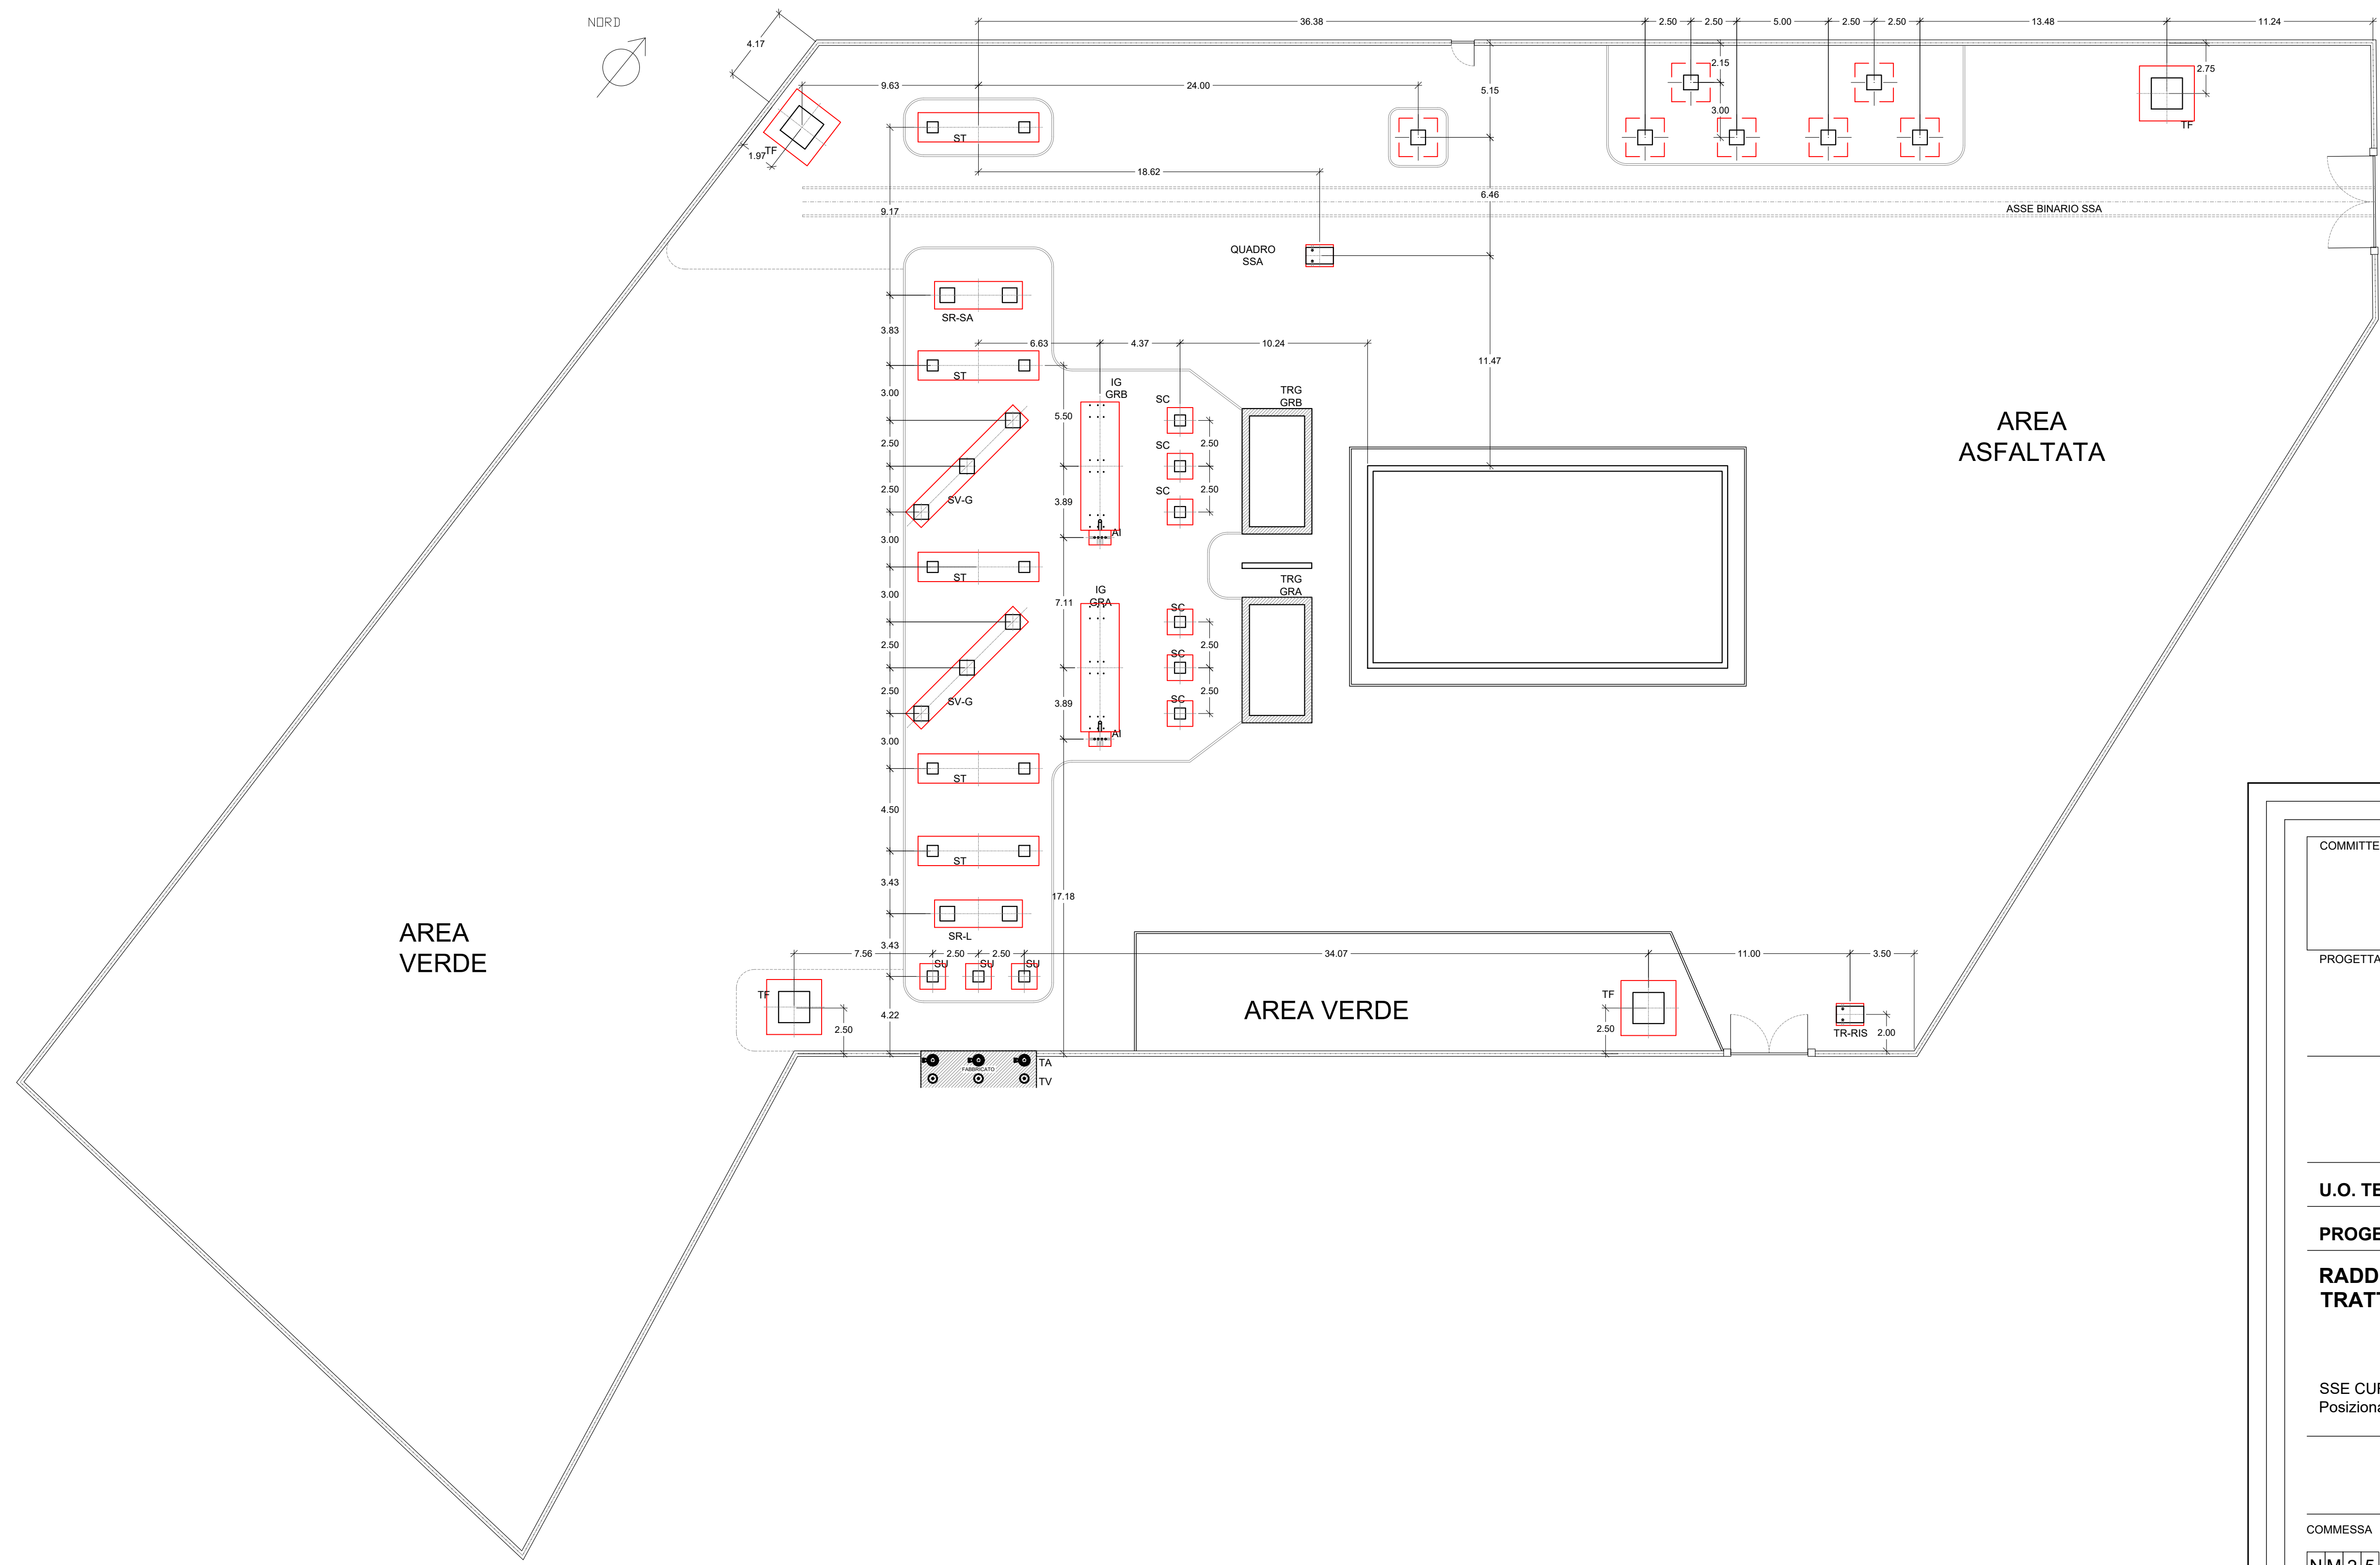 NORD
36.38
2.50
2.50
5.00
2.50
2.50
13.48
11.24
4.17
2.15
2.75
9.63
24.00
5.15
3.00
TF
ST
TF
1.97
18.62
6.46
9.17
ASSE BINARIO SSA
QUADRO
SSA
SR-SA
3.83
6.63
4.37
10.24
11.47
ST
IG
GRB
TRG
GRB
3.00
SC
5.50
AREA
ASFALTATA
2.50
SC
2.50
2.50
SC
2.50
SV-G
3.89
AI
3.00
ST
TRG
GRA
IG
GRA
3.00
7.11
SC
2.50
2.50
SC
2.50
SC
2.50
SV-G
3.89
AI
3.00
ST
4.50
COMMITTE
ST
3.43
17.18
AREA
VERDE
SR-L
3.43
7.56
2.50
2.50
34.07
11.00
3.50
PROGETTA
SU
SU
SU
TF
TF
AREA VERDE
4.22
2.50
2.50
TR-RIS
2.00
FABBRICATO
TA
TV
U.O. TE
PROGE
RADD
TRATT
SSE CU
Posiziona
COMMESSA